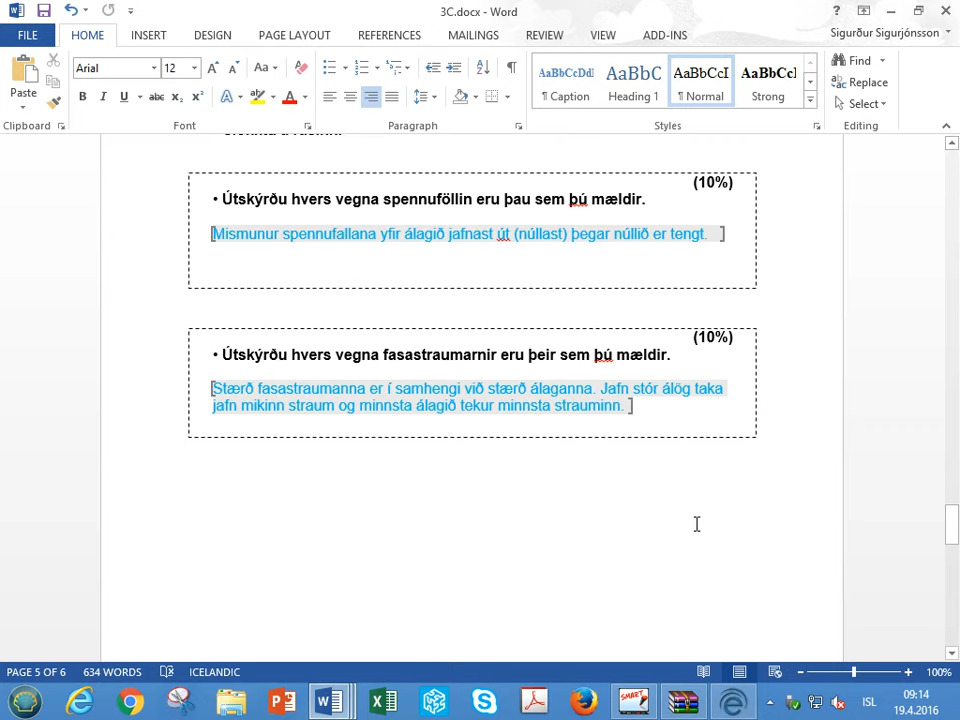 3C.docx - Word
FILE HOME INSERT DESIGN PAGE LAYOUT REFERENCES MAILINGS REVIEW VIEW ADD-INS
Sigurður Sigurjónsson
Paste
Arial 12
AaBbCcDdI AaBbC AaBbCcI AaBbCcI
¶ Caption Heading 1 ¶ Normal Strong
Find
Replace
Select
Clipboard Font Paragraph Styles Editing
(10%)
• Útskýrðu hvers vegna spennuföllin eru þau sem þú mældir.
Mismunur spennufallana yfir álagið jafnast út (núllast) þegar núllið er tengt.
(10%)
• Útskýrðu hvers vegna fasastraumarnir eru þeir sem þú mældir.
Stærð fasastraumanna er í samhengi við stærð álaganna. Jafn stór álög taka
jafn mikinn straum og minnsta álagið tekur minnsta strauminn.
PAGE 5 OF 6 634 WORDS ICELANDIC 100%
ISL
09:14
19.4.2016